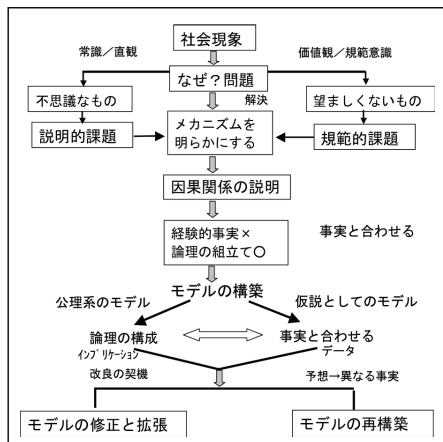 社会現象
常識／直観
価値観／規範意識
なぜ？問題
不思議なもの
解決
望ましくないもの
メカニズムを
明らかにする
説明的課題
規範的課題
因果関係の説明
経験的事実×
論理の組立て〇
事実と合わせる
モデルの構築
公理系のモデル
仮説としてのモデル
論理の構成
事実と合わせる
インプリケーション
データ
改良の契機
予想→異なる事実
モデルの修正と拡張
モデルの再構築